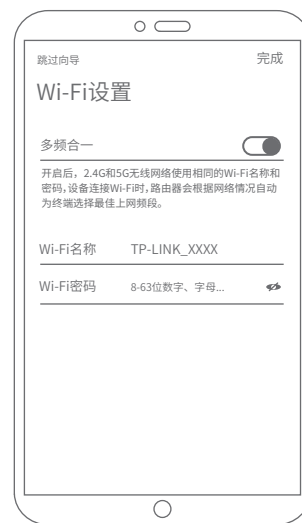 跳过向导 完成
Wi-Fi设置
多频合一
开启后，2.4G和5G无线网络使用相同的Wi-Fi名称和
密码，设备连接Wi-Fi时，路由器会根据网络情况自动
为终端选择最佳上网频段。
Wi-Fi名称 TP-LINK_XXXX
Wi-Fi密码 8-63位数字、字母...